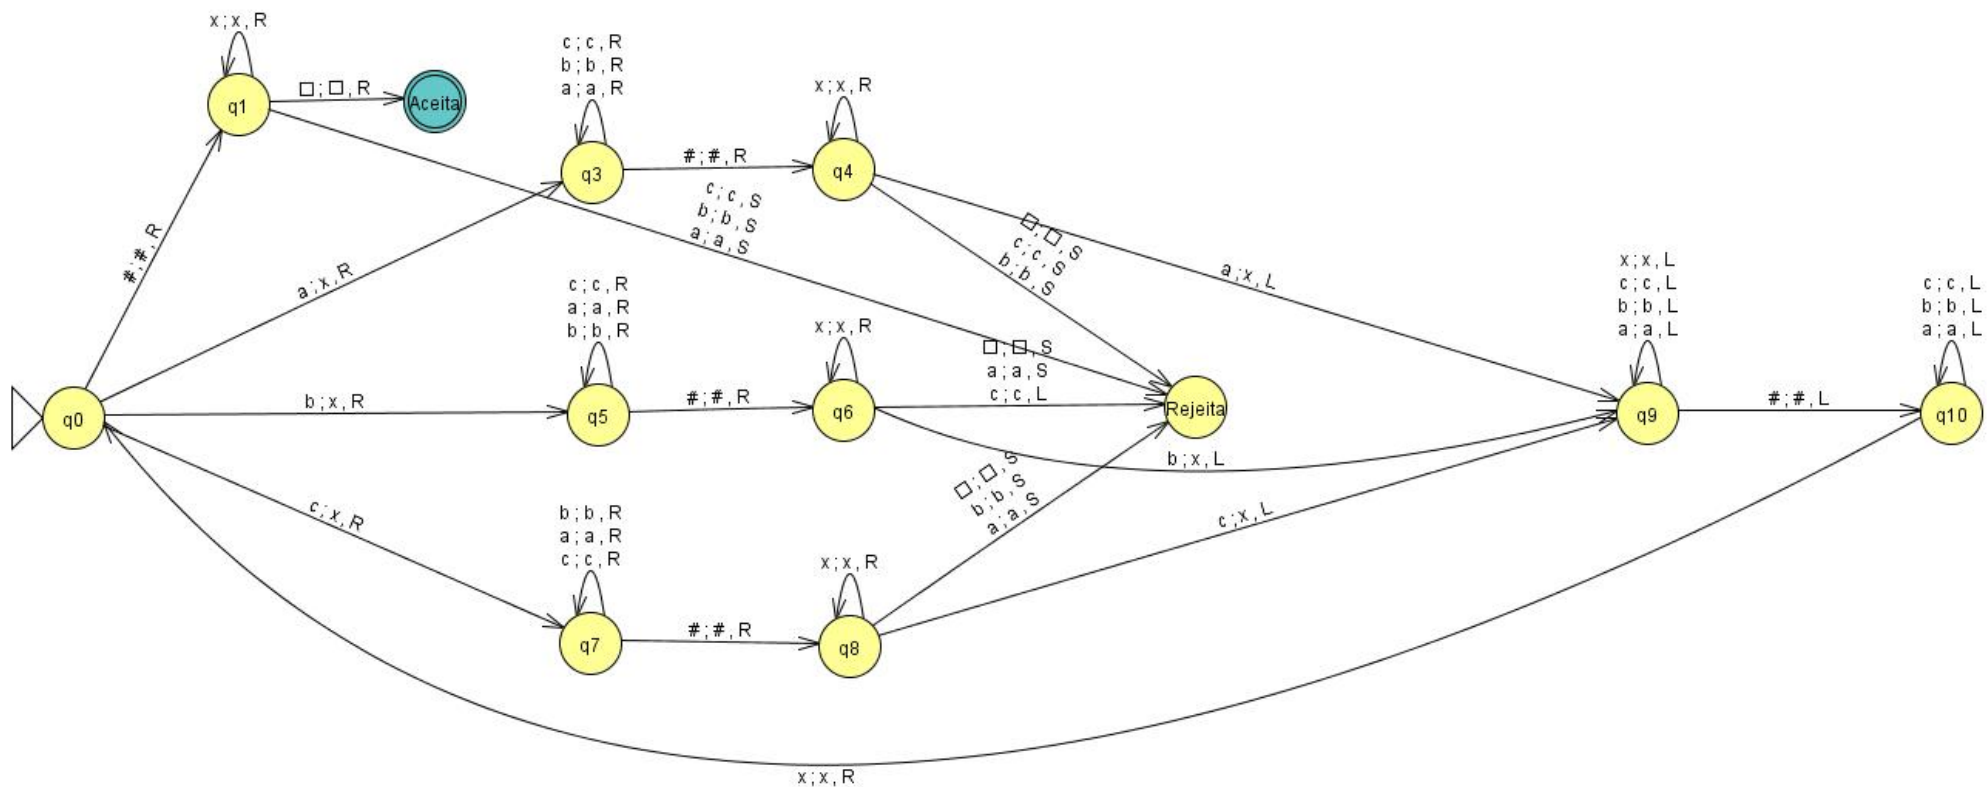 x ; x , R
q1
□ ; □ , R
Aceita
c ; c , R
b ; b , R
a ; a , R
q3
#; #, R
x ; x , R
q4
c ; c , S
b ; b , S
a ; a , S
□ ; □ , S
c ; c , S
b ; b , S
a ; x , L
#; #, R
a ; x , R
c ; c , R
a ; a , R
b ; b , R
q5
#; #, R
x ; x , R
q6
□ ; □ , S
a ; a , S
c ; c , L
Rejeita
x ; x , L
c ; c , L
b ; b , L
a ; a , L
q9
#; #, L
c ; c , L
b ; b , L
a ; a , L
q10
q0
b ; x , R
b ; x , L
c ; x , R
b ; b , R
a ; a , R
c ; c , R
q7
#; #, R
x ; x , R
q8
□ ; □ , S
b ; b , S
a ; a , S
c ; x , L
x ; x , R